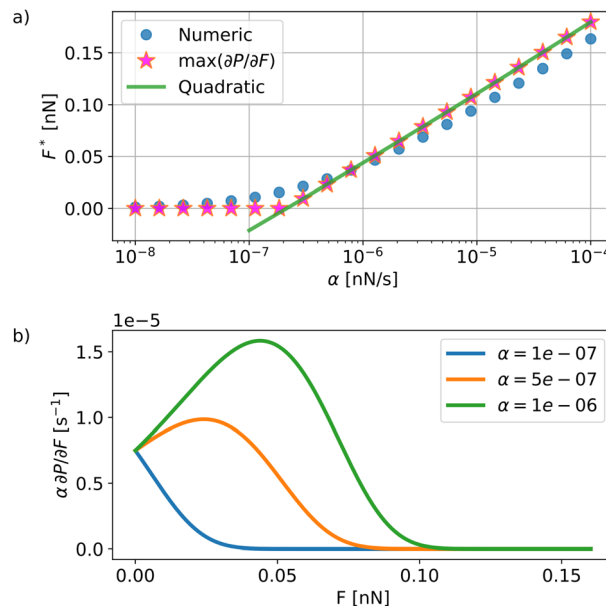 a)
Numeric
max(∂P/∂F)
Quadratic
F* [nN]
0.15
0.10
0.05
0.00
10⁻⁸
10⁻⁷
10⁻⁶
10⁻⁵
10⁻⁴
α [nN/s]
b)
1e−5
α = 1e − 07
α = 5e − 07
α = 1e − 06
α ∂P/∂F [s⁻¹]
1.5
1.0
0.5
0.0
0.00
0.05
0.10
0.15
F [nN]